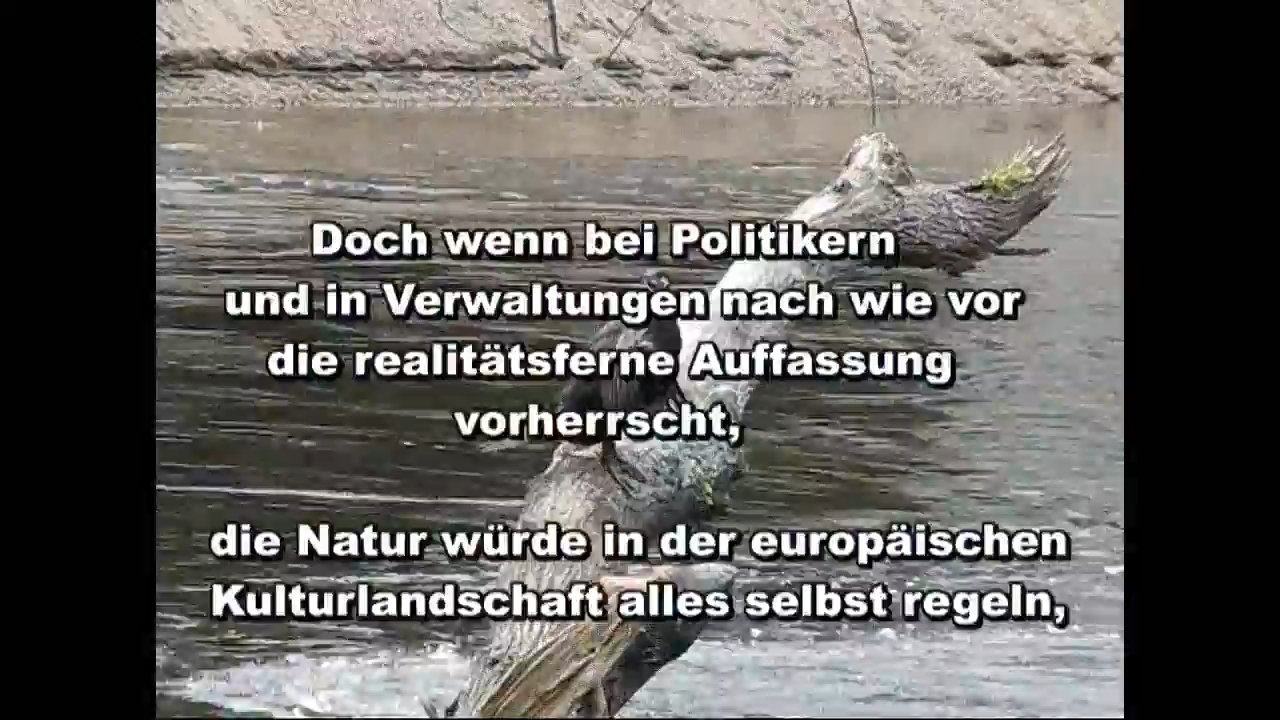 Doch wenn bei Politikern
und in Verwaltungen nach wie vor
die realitätsferne Auffassung
vorherrscht,
die Natur würde in der europäischen
Kulturlandschaft alles selbst regeln,